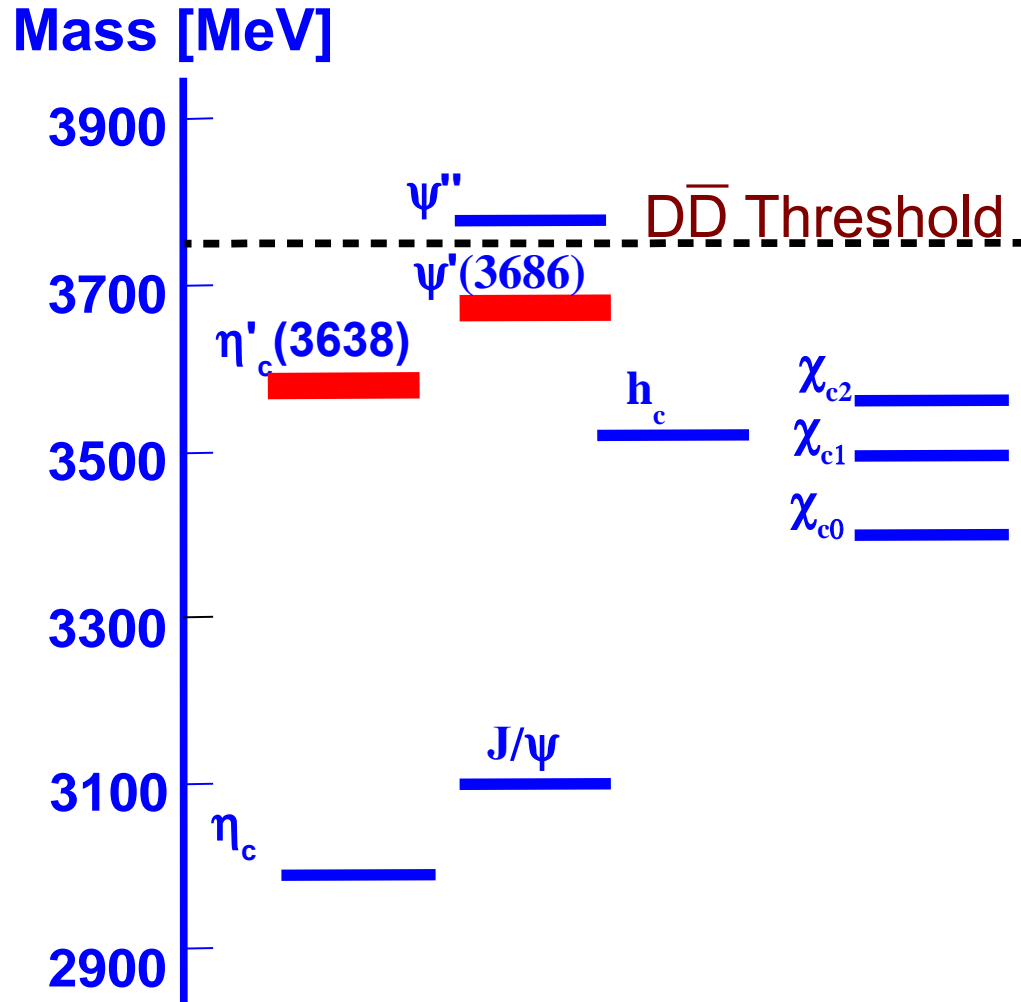 Mass [MeV]
3900
ψ''
DD̅ Threshold
ψ'(3686)
3700
η'c(3638)
χc2
hc
χc1
3500
χc0
3300
J/ψ
3100
ηc
2900